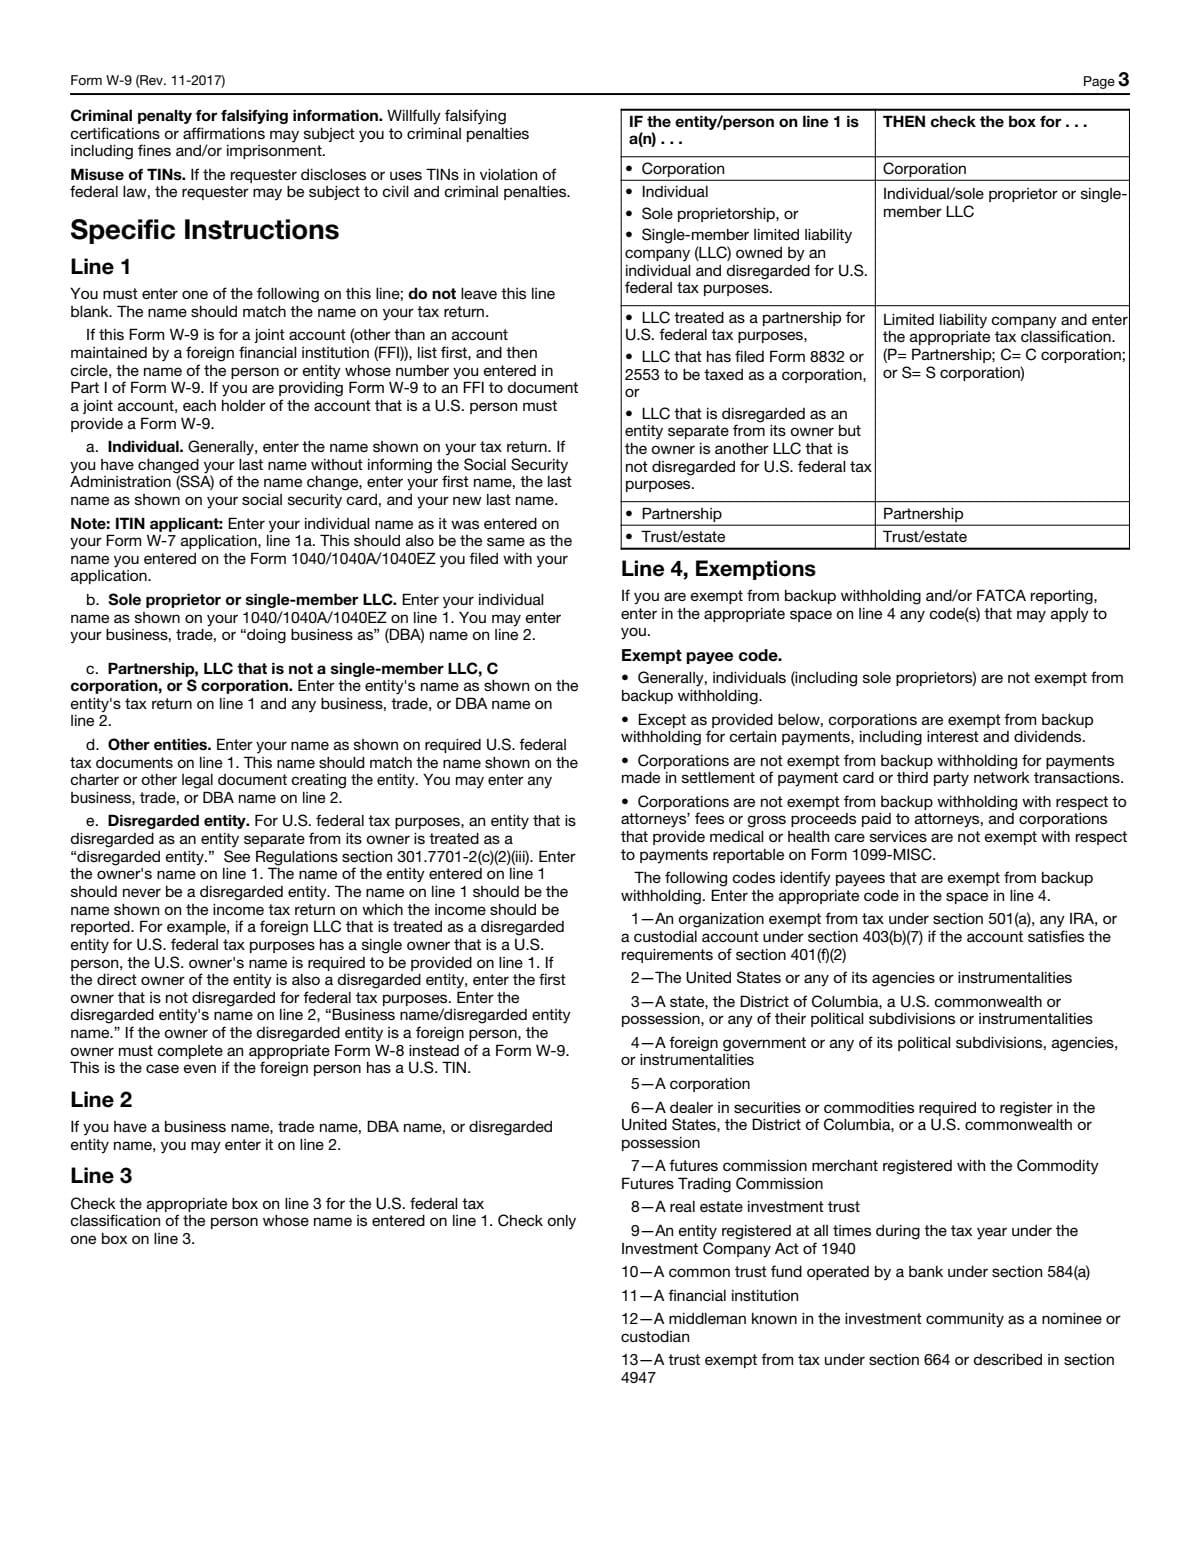 Form W-9 (Rev. 11-2017)
Page 3
Criminal penalty for falsifying information. Willfully falsifying
certifications or affirmations may subject you to criminal penalties
including fines and/or imprisonment.
Misuse of TINs. If the requester discloses or uses TINs in violation of
federal law, the requester may be subject to civil and criminal penalties.
Specific Instructions
Line 1
You must enter one of the following on this line; do not leave this line
blank. The name should match the name on your tax return.
If this Form W-9 is for a joint account (other than an account
maintained by a foreign financial institution (FFI)), list first, and then
circle, the name of the person or entity whose number you entered in
Part I of Form W-9. If you are providing Form W-9 to an FFI to document
a joint account, each holder of the account that is a U.S. person must
provide a Form W-9.
a. Individual. Generally, enter the name shown on your tax return. If
you have changed your last name without informing the Social Security
Administration (SSA) of the name change, enter your first name, the last
name as shown on your social security card, and your new last name.
Note: ITIN applicant: Enter your individual name as it was entered on
your Form W-7 application, line 1a. This should also be the same as the
name you entered on the Form 1040/1040A/1040EZ you filed with your
application.
b. Sole proprietor or single-member LLC. Enter your individual
name as shown on your 1040/1040A/1040EZ on line 1. You may enter
your business, trade, or “doing business as” (DBA) name on line 2.
c. Partnership, LLC that is not a single-member LLC, C
corporation, or S corporation. Enter the entity's name as shown on the
entity's tax return on line 1 and any business, trade, or DBA name on
line 2.
d. Other entities. Enter your name as shown on required U.S. federal
tax documents on line 1. This name should match the name shown on the
charter or other legal document creating the entity. You may enter any
business, trade, or DBA name on line 2.
e. Disregarded entity. For U.S. federal tax purposes, an entity that is
disregarded as an entity separate from its owner is treated as a
“disregarded entity.” See Regulations section 301.7701-2(c)(2)(iii). Enter
the owner's name on line 1. The name of the entity entered on line 1
should never be a disregarded entity. The name on line 1 should be the
name shown on the income tax return on which the income should be
reported. For example, if a foreign LLC that is treated as a disregarded
entity for U.S. federal tax purposes has a single owner that is a U.S.
person, the U.S. owner's name is required to be provided on line 1. If
the direct owner of the entity is also a disregarded entity, enter the first
owner that is not disregarded for federal tax purposes. Enter the
disregarded entity's name on line 2, “Business name/disregarded entity
name.” If the owner of the disregarded entity is a foreign person, the
owner must complete an appropriate Form W-8 instead of a Form W-9.
This is the case even if the foreign person has a U.S. TIN.
Line 2
If you have a business name, trade name, DBA name, or disregarded
entity name, you may enter it on line 2.
Line 3
Check the appropriate box on line 3 for the U.S. federal tax
classification of the person whose name is entered on line 1. Check only
one box on line 3.
IF the entity/person on line 1 is
a(n) . . .
THEN check the box for . . .
• Corporation
Corporation
• Individual
• Sole proprietorship, or
• Single-member limited liability
company (LLC) owned by an
individual and disregarded for U.S.
federal tax purposes.
Individual/sole proprietor or single-
member LLC
• LLC treated as a partnership for
U.S. federal tax purposes,
• LLC that has filed Form 8832 or
2553 to be taxed as a corporation,
or
• LLC that is disregarded as an
entity separate from its owner but
the owner is another LLC that is
not disregarded for U.S. federal tax
purposes.
Limited liability company and enter
the appropriate tax classification.
(P= Partnership; C= C corporation;
or S= S corporation)
• Partnership
Partnership
• Trust/estate
Trust/estate
Line 4, Exemptions
If you are exempt from backup withholding and/or FATCA reporting,
enter in the appropriate space on line 4 any code(s) that may apply to
you.
Exempt payee code.
• Generally, individuals (including sole proprietors) are not exempt from
backup withholding.
• Except as provided below, corporations are exempt from backup
withholding for certain payments, including interest and dividends.
• Corporations are not exempt from backup withholding for payments
made in settlement of payment card or third party network transactions.
• Corporations are not exempt from backup withholding with respect to
attorneys’ fees or gross proceeds paid to attorneys, and corporations
that provide medical or health care services are not exempt with respect
to payments reportable on Form 1099-MISC.
The following codes identify payees that are exempt from backup
withholding. Enter the appropriate code in the space in line 4.
1—An organization exempt from tax under section 501(a), any IRA, or
a custodial account under section 403(b)(7) if the account satisfies the
requirements of section 401(f)(2)
2—The United States or any of its agencies or instrumentalities
3—A state, the District of Columbia, a U.S. commonwealth or
possession, or any of their political subdivisions or instrumentalities
4—A foreign government or any of its political subdivisions, agencies,
or instrumentalities
5—A corporation
6—A dealer in securities or commodities required to register in the
United States, the District of Columbia, or a U.S. commonwealth or
possession
7—A futures commission merchant registered with the Commodity
Futures Trading Commission
8—A real estate investment trust
9—An entity registered at all times during the tax year under the
Investment Company Act of 1940
10—A common trust fund operated by a bank under section 584(a)
11—A financial institution
12—A middleman known in the investment community as a nominee or
custodian
13—A trust exempt from tax under section 664 or described in section
4947